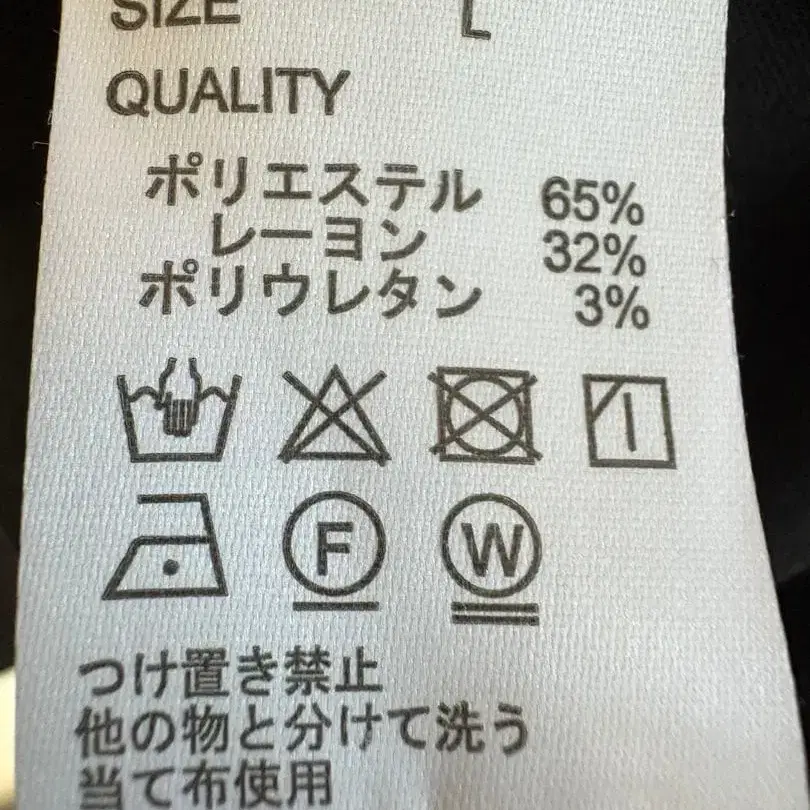 SIZE L
QUALITY
ポリエステル 65%
レーヨン 32%
ポリウレタン 3%
F W
つけ置き禁止
他の物と分けて洗う
当て布使用